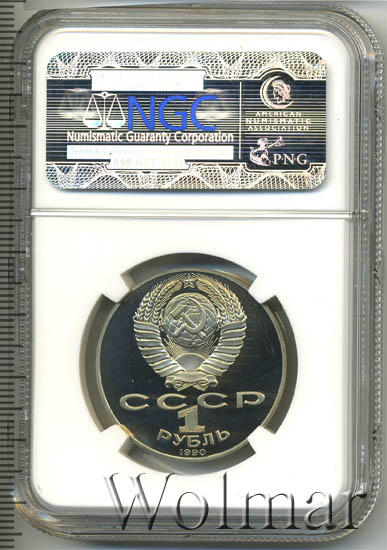 NGC
Numismatic Guaranty Corporation
AMERICAN
NUMISMATIC
ASSOCIATION
PNG
СССР
1
РУБЛЬ
1990
Wolmar